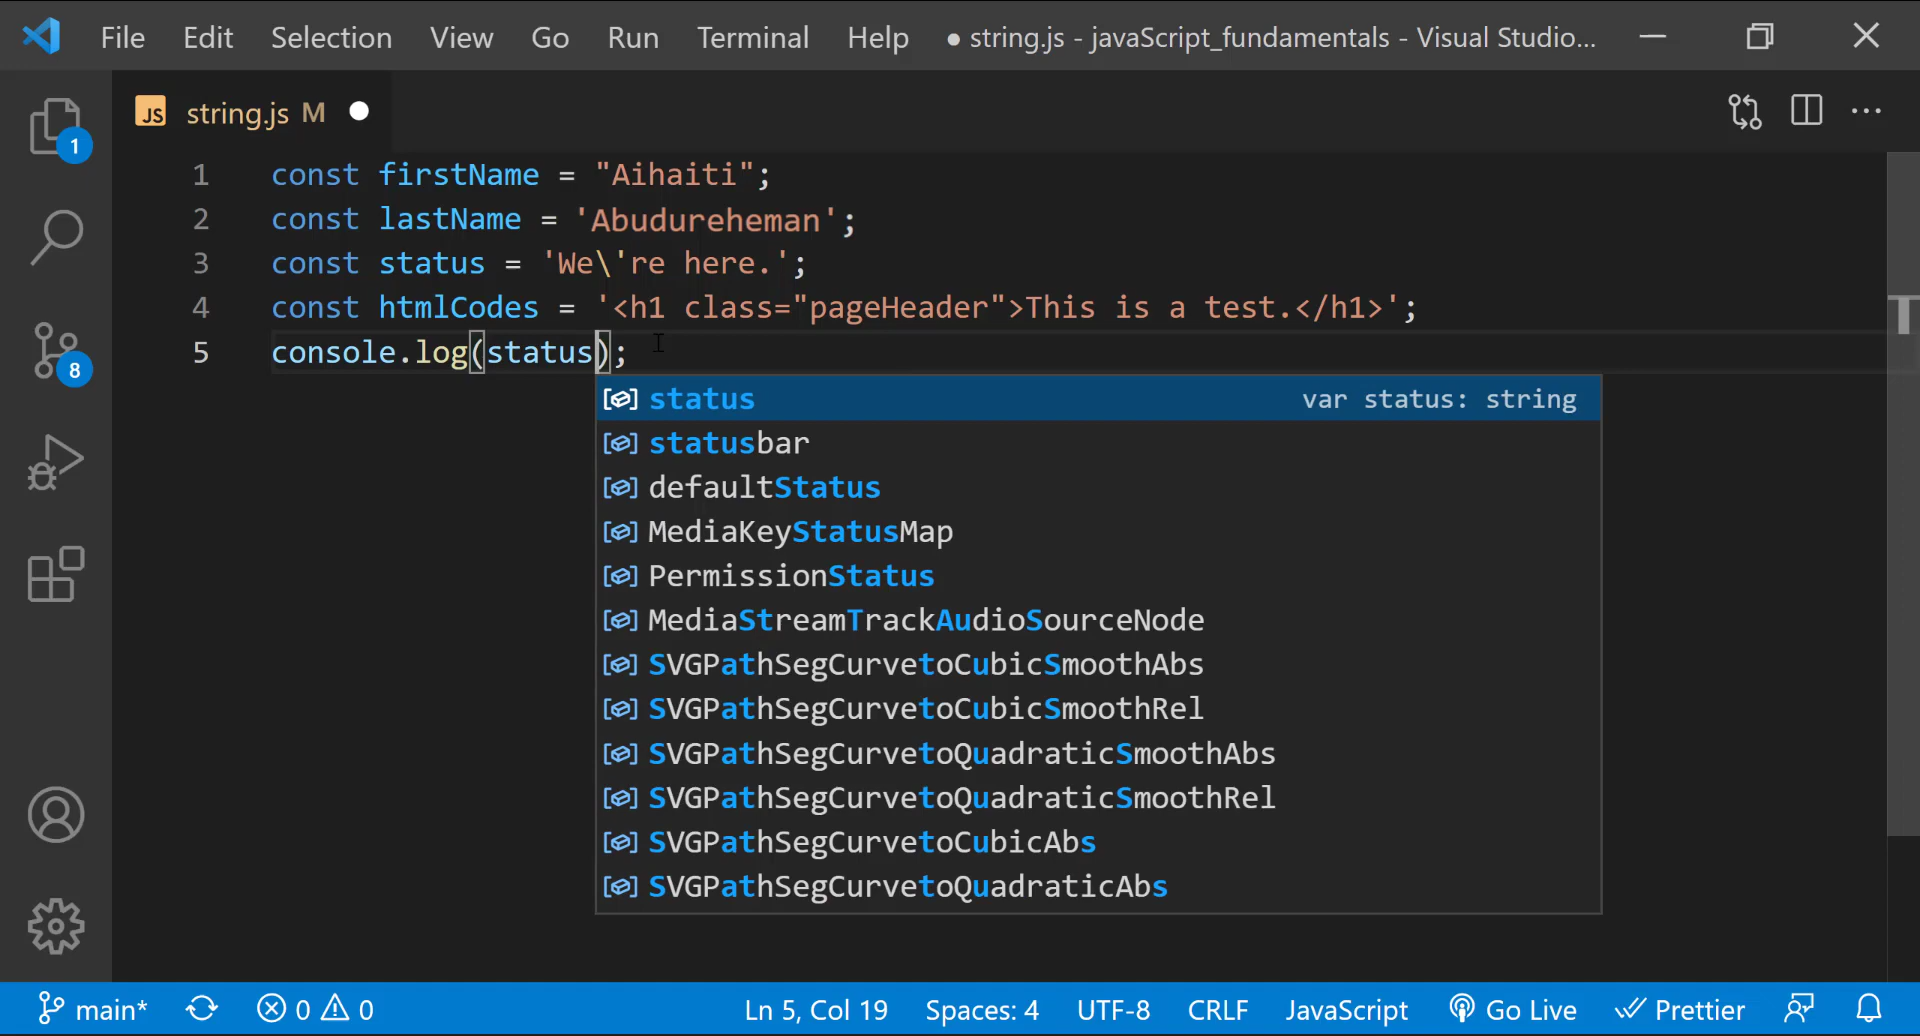 File Edit Selection View Go Run Terminal Help ● string.js - javaScript_fundamentals - Visual Studio...
JS string.js M
1
1 const firstName = "Aihaiti";
2 const lastName = 'Abudureheman';
3 const status = 'We\'re here.';
4 const htmlCodes = '<h1 class="pageHeader">This is a test.</h1>';
5 console.log(status);
8
status var status: string
statusbar
defaultStatus
MediaKeyStatusMap
PermissionStatus
MediaStreamTrackAudioSourceNode
SVGPathSegCurvetoCubicSmoothAbs
SVGPathSegCurvetoCubicSmoothRel
SVGPathSegCurvetoQuadraticSmoothAbs
SVGPathSegCurvetoQuadraticSmoothRel
SVGPathSegCurvetoCubicAbs
SVGPathSegCurvetoQuadraticAbs
main* 0 0 Ln 5, Col 19 Spaces: 4 UTF-8 CRLF JavaScript Go Live Prettier